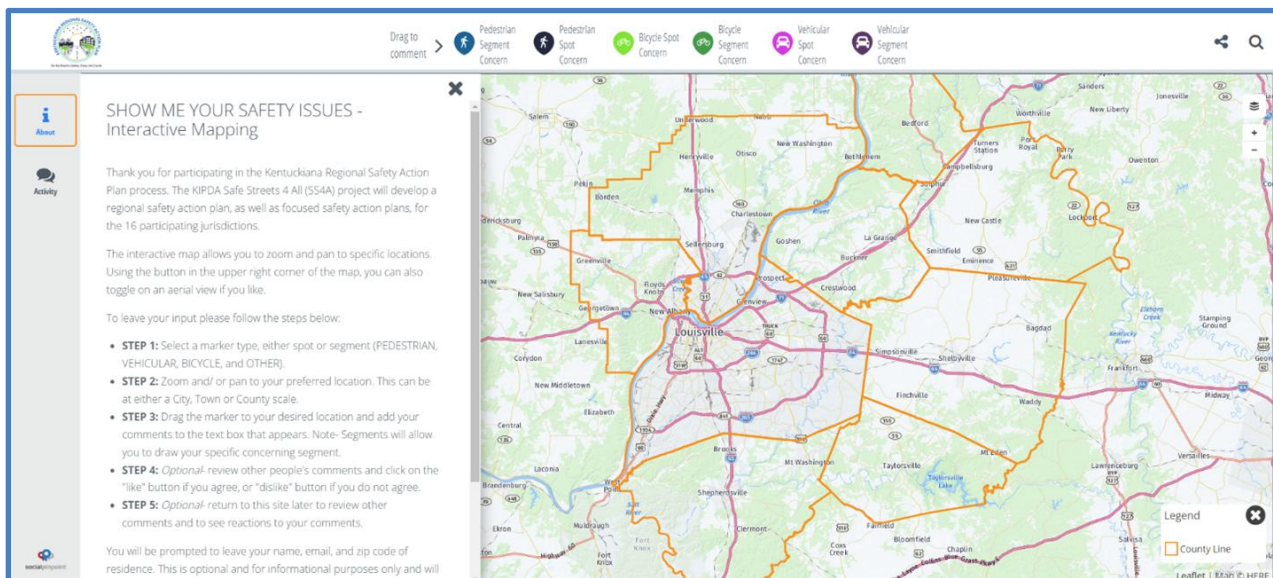 Drag to
comment
Pedestrian
Segment
Concern
Pedestrian
Spot
Concern
Bicycle Spot
Concern
Bicycle
Segment
Concern
Vehicular
Spot
Concern
Vehicular
Segment
Concern
About
Activity
SHOW ME YOUR SAFETY ISSUES -
Interactive Mapping
Thank you for participating in the Kentuckiana Regional Safety Action
Plan process. The KIPDA Safe Streets 4 All (SS4A) project will develop a
regional safety action plan, as well as focused safety action plans, for
the 16 participating jurisdictions.
The interactive map allows you to zoom and pan to specific locations.
Using the button in the upper right corner of the map, you can also
toggle on an aerial view if you like.
To leave your input please follow the steps below:
• STEP 1: Select a marker type, either spot or segment (PEDESTRIAN,
VEHICULAR, BICYCLE, and OTHER).
• STEP 2: Zoom and/ or pan to your preferred location. This can be
at either a City, Town or County scale.
• STEP 3: Drag the marker to your desired location and add your
comments to the text box that appears. Note- Segments will allow
you to draw your specific concerning segment.
• STEP 4: Optional- review other people's comments and click on the
"like" button if you agree, or "dislike" button if you do not agree.
• STEP 5: Optional- return to this site later to review other
comments and to see reactions to your comments.
You will be prompted to leave your name, email, and zip code of
residence. This is optional and for informational purposes only and will
socialpinpoint
Salem
Underwood
Nabb
Bedford
Worthville
Sanders
Jonesville
New Liberty
Turners
Station
Port
Royal
Perry
Park
Owenton
Henryville
Otisco
New Washington
Bethlehem
Campbellsburg
Pekin
Borden
Memphis
Charlestown
Ohio
River
Sulphur
New Castle
Lockport
Palmyra
Sellersburg
Goshen
La Grange
Smithfield
Eminence
Pleasureville
Greenville
Buckner
Floyds
Knobs
Prospect
Crestwood
New Salisbury
Georgetown
New Albany
Glenview
Louisville
Lanesville
Bagdad
Elkhorn
Creek
Stamping
Ground
Kentucky
River
Simpsonville
Shelbyville
Corydon
Frankfort
New Middletown
Finchville
Waddy
Midway
Elizabeth
Central
Brooks
Mt Washington
Mt Eden
Taylorsville
Taylorsville
Lake
Lawrenceburg
Versailles
Laconia
Brandenburg
West
Point
Salt
River
Shepherdsville
Ekron
Muldraugh
Fort
Knox
Clermont
Coxs
Creek
Fairfield
Bloomfield
Chaplin
Salvisa
Legend
County Line
Leaflet | Map © HERE